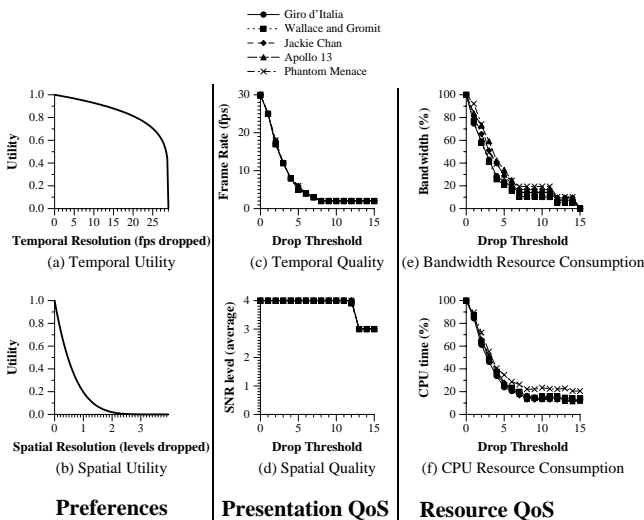 Giro d'Italia
Wallace and Gromit
Jackie Chan
Apollo 13
Phantom Menace
Utility
1.0
0.8
0.6
0.4
0.2
0.0
0 5 10 15 20 25
Temporal Resolution (fps dropped)
(a) Temporal Utility
Frame Rate (fps)
30
20
10
0
0 5 10 15
Drop Threshold
(c) Temporal Quality
Bandwidth (%)
100
80
60
40
20
0
0 5 10 15
Drop Threshold
(e) Bandwidth Resource Consumption
Utility
1.0
0.8
0.6
0.4
0.2
0.0
0 1 2 3
Spatial Resolution (levels dropped)
(b) Spatial Utility
SNR level (average)
4
3
2
1
0
0 5 10 15
Drop Threshold
(d) Spatial Quality
CPU time (%)
100
80
60
40
20
0
0 5 10 15
Drop Threshold
(f) CPU Resource Consumption
Preferences
Presentation QoS
Resource QoS